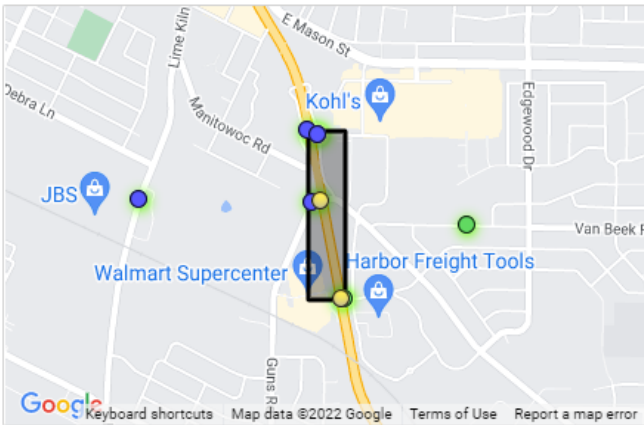 E Mason St
Lime Kiln
Kohl's
Debra Ln
Manitowoc Rd
Edgewood Dr
JBS
Van Beek R
Walmart Supercenter
Harbor Freight Tools
Guns R
Google
Keyboard shortcuts Map data ©2022 Google Terms of Use Report a map error